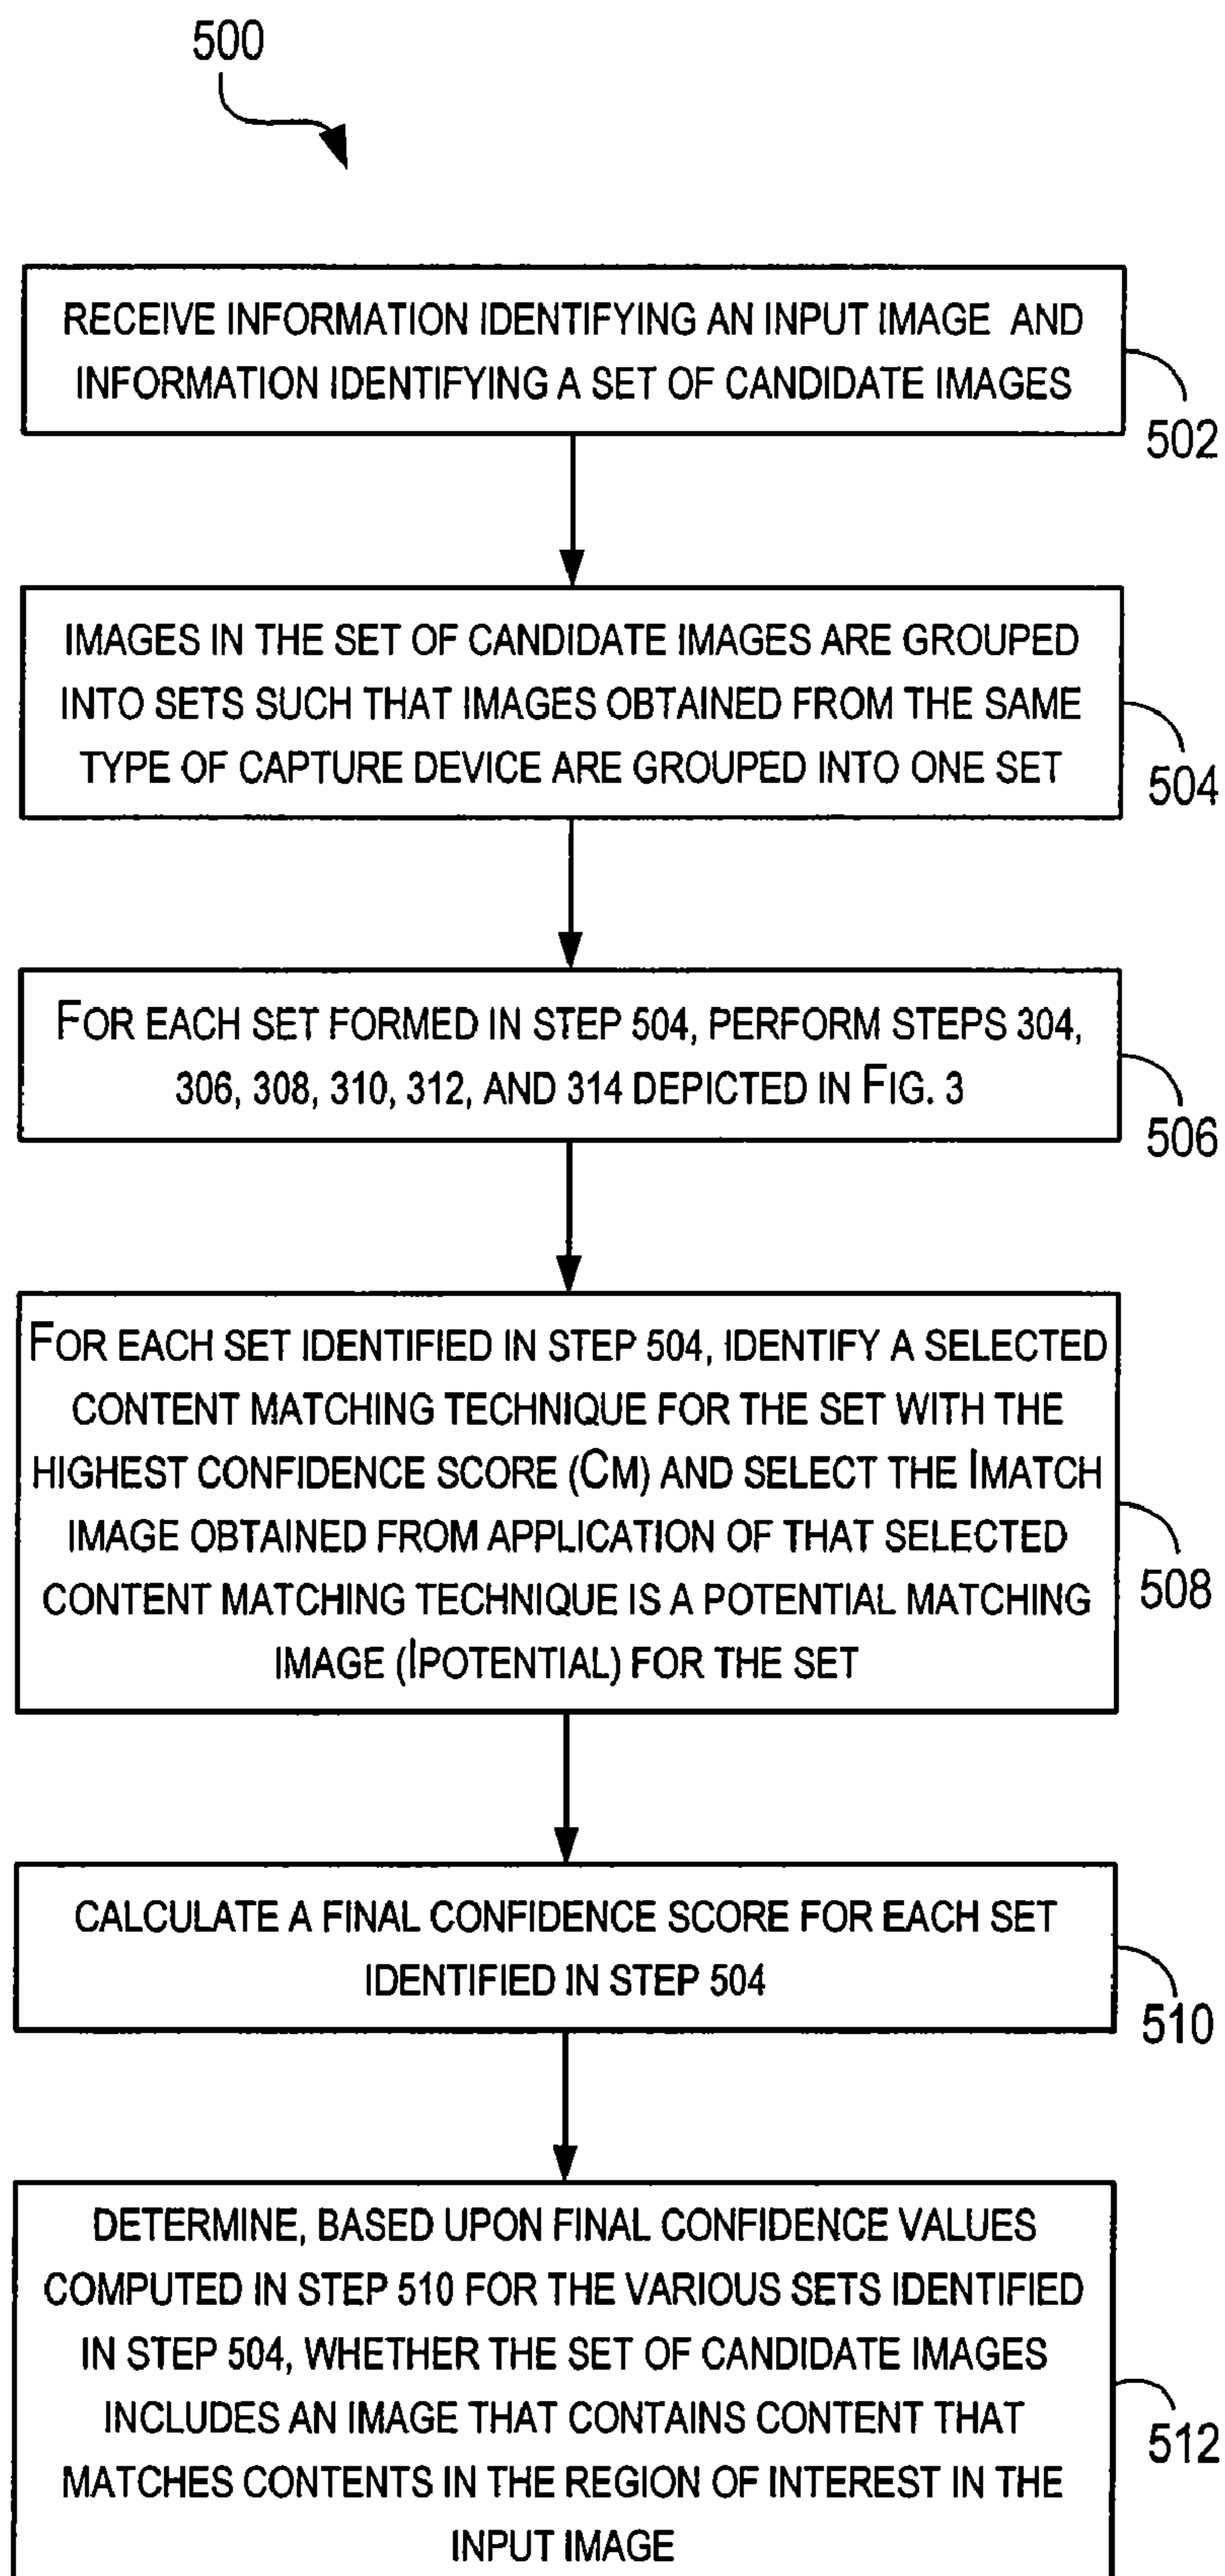 500
RECEIVE INFORMATION IDENTIFYING AN INPUT IMAGE AND
INFORMATION IDENTIFYING A SET OF CANDIDATE IMAGES
502
IMAGES IN THE SET OF CANDIDATE IMAGES ARE GROUPED
INTO SETS SUCH THAT IMAGES OBTAINED FROM THE SAME
TYPE OF CAPTURE DEVICE ARE GROUPED INTO ONE SET
504
FOR EACH SET FORMED IN STEP 504, PERFORM STEPS 304,
306, 308, 310, 312, AND 314 DEPICTED IN FIG. 3
506
FOR EACH SET IDENTIFIED IN STEP 504, IDENTIFY A SELECTED
CONTENT MATCHING TECHNIQUE FOR THE SET WITH THE
HIGHEST CONFIDENCE SCORE (CM) AND SELECT THE IMATCH
IMAGE OBTAINED FROM APPLICATION OF THAT SELECTED
CONTENT MATCHING TECHNIQUE IS A POTENTIAL MATCHING
IMAGE (IPOTENTIAL) FOR THE SET
508
CALCULATE A FINAL CONFIDENCE SCORE FOR EACH SET
IDENTIFIED IN STEP 504
510
DETERMINE, BASED UPON FINAL CONFIDENCE VALUES
COMPUTED IN STEP 510 FOR THE VARIOUS SETS IDENTIFIED
IN STEP 504, WHETHER THE SET OF CANDIDATE IMAGES
INCLUDES AN IMAGE THAT CONTAINS CONTENT THAT
MATCHES CONTENTS IN THE REGION OF INTEREST IN THE
INPUT IMAGE
512